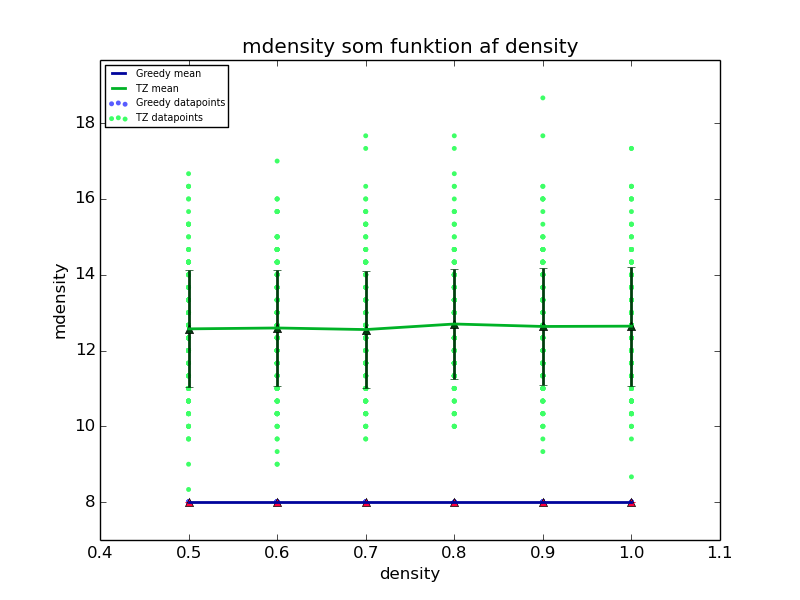 mdensity som funktion af density
Greedy mean
TZ mean
Greedy datapoints
TZ datapoints
mdensity
18
16
14
12
10
8
0.4 0.5 0.6 0.7 0.8 0.9 1.0 1.1
density